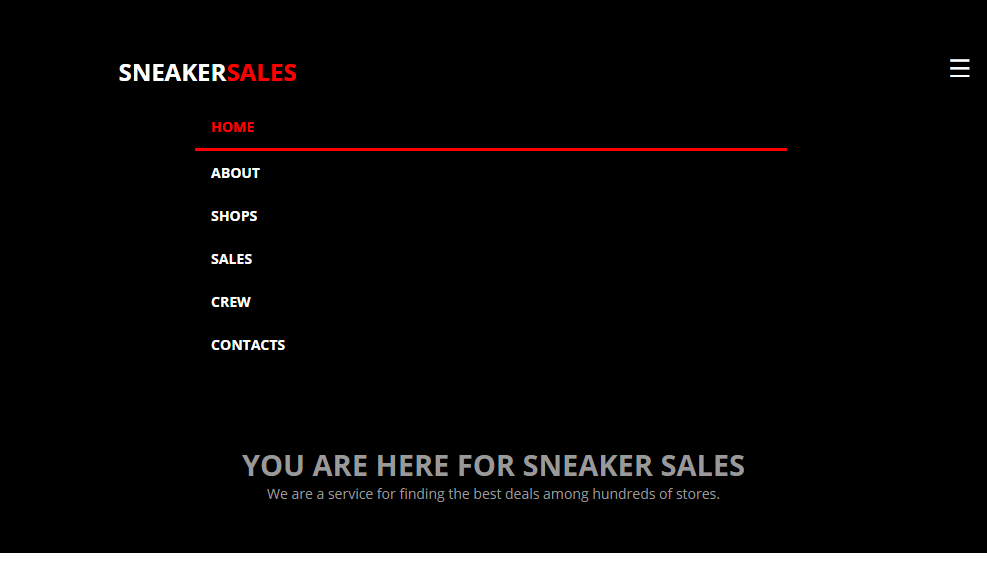 SNEAKERSALES
HOME
ABOUT
SHOPS
SALES
CREW
CONTACTS
YOU ARE HERE FOR SNEAKER SALES
We are a service for finding the best deals among hundreds of stores.